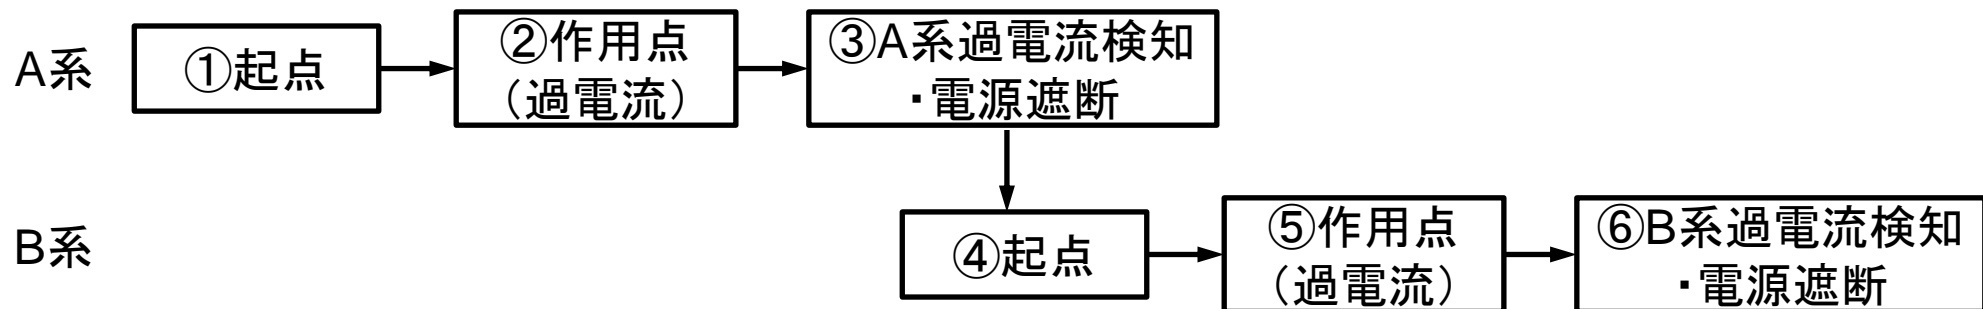 A系
①起点
②作用点
（過電流）
③A系過電流検知
・電源遮断
B系
④起点
⑤作用点
（過電流）
⑥B系過電流検知
・電源遮断